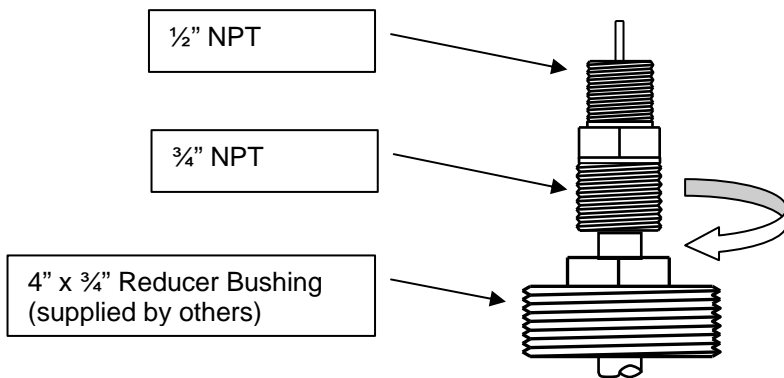 ½” NPT
¾” NPT
4” x ¾” Reducer Bushing
(supplied by others)